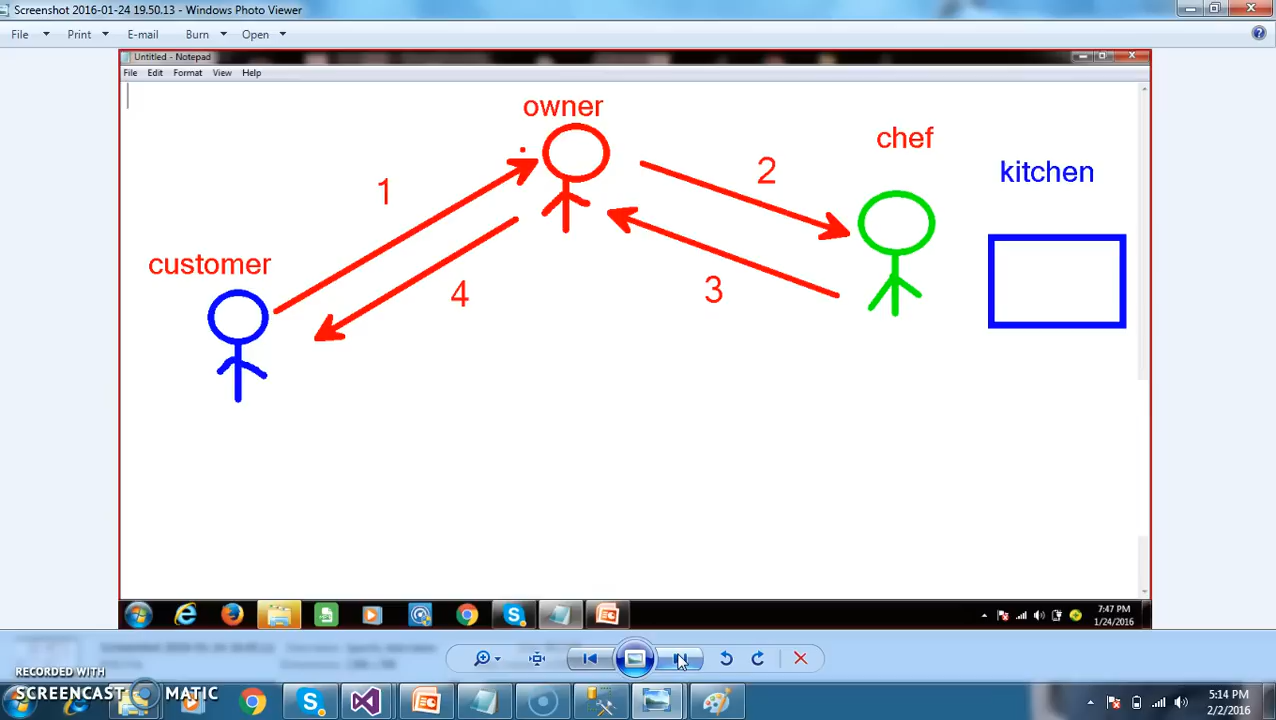 Screenshot 2016-01-24 19.50.13 - Windows Photo Viewer
File Print E-mail Burn Open
Untitled - Notepad
File Edit Format View Help
owner
chef
kitchen
1
2
customer
4
3
7:47 PM
1/24/2016
RECORDED WITH
SCREENCAST MATIC
5:14 PM
2/2/2016